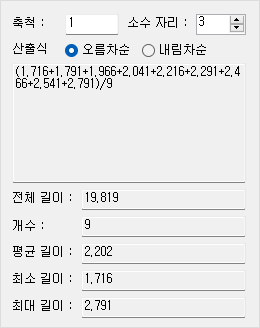 축척 : 1 소수 자리 : 3
산출식 오름차순 내림차순
(1,716+1,791+1,966+2,041+2,216+2,291+2,4
66+2,541+2,791)/9
전체 길이 : 19,819
개수 : 9
평균 길이 : 2,202
최소 길이 : 1,716
최대 길이 : 2,791